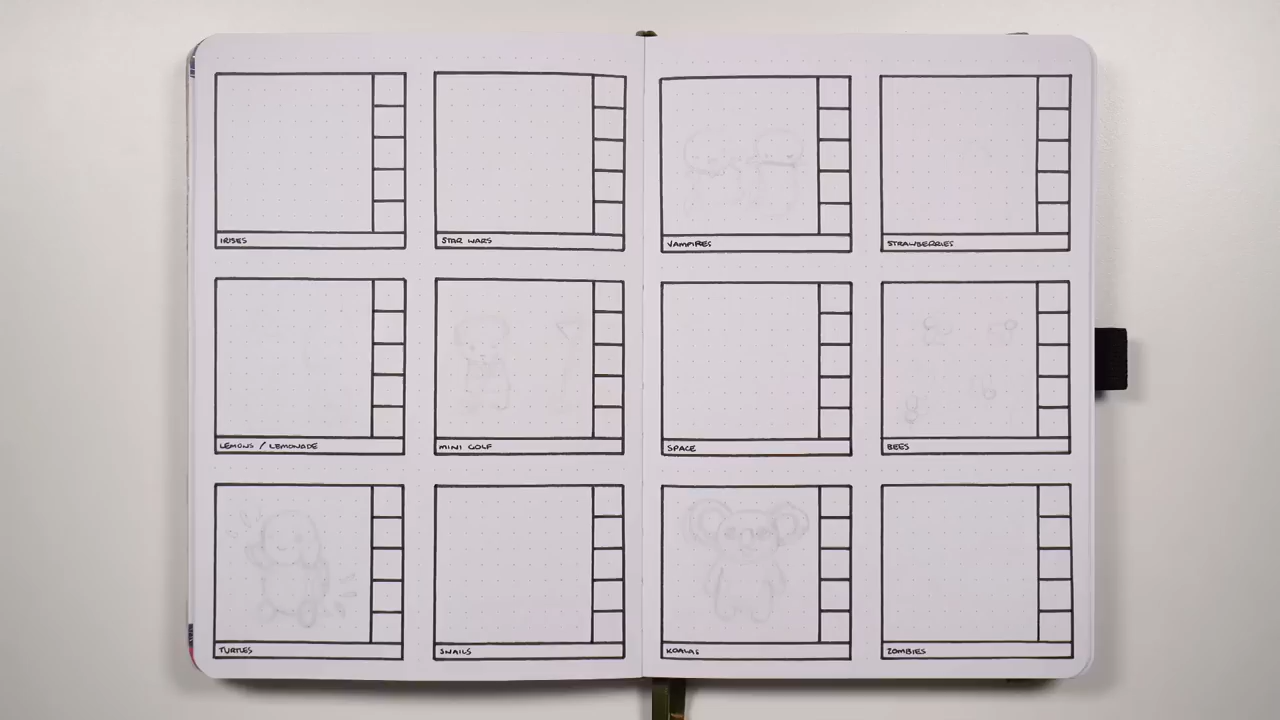 IRISES
STAR WARS
VAMPIRES
STRAWBERRIES
LEMONS / LEMONADE
MINI GOLF
SPACE
BEES
TURTLES
SNAILS
KOALAS
ZOMBIES